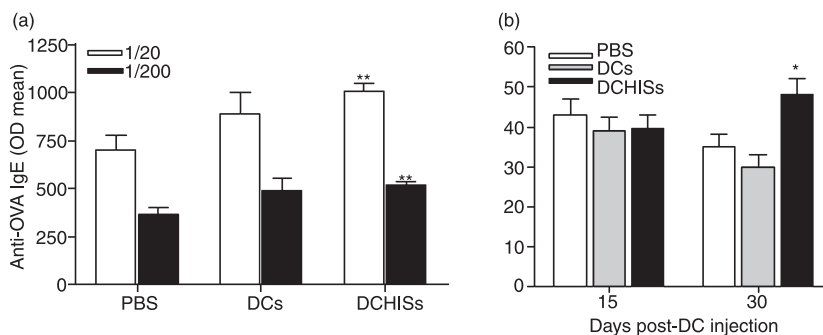 (a)
1/20
1/200
Anti-OVA IgE (OD mean)
1250
1000
750
500
250
0
**
**
PBS
DCs
DCHISs
(b)
PBS
DCs
DCHISs
60
50
40
30
20
10
0
*
15
30
Days post-DC injection